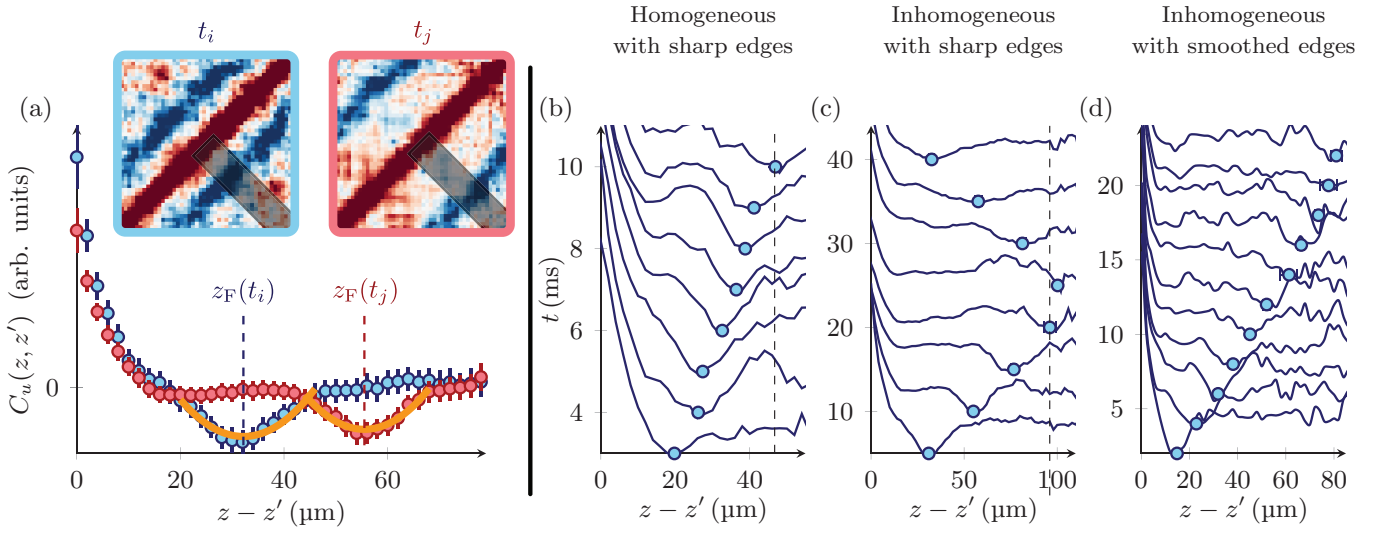 Homogeneous
with sharp edges
Inhomogeneous
with sharp edges
Inhomogeneous
with smoothed edges
t_i
t_j
(a)
C_u(z, z′) (arb. units)
0
z_F(t_i)
z_F(t_j)
0 20 40 60
z − z′ (µm)
(b)
t (ms)
10
8
6
4
0 20 40
z − z′ (µm)
(c)
40
30
20
10
0 50 100
z − z′ (µm)
(d)
20
15
10
5
0 20 40 60 80
z − z′ (µm)